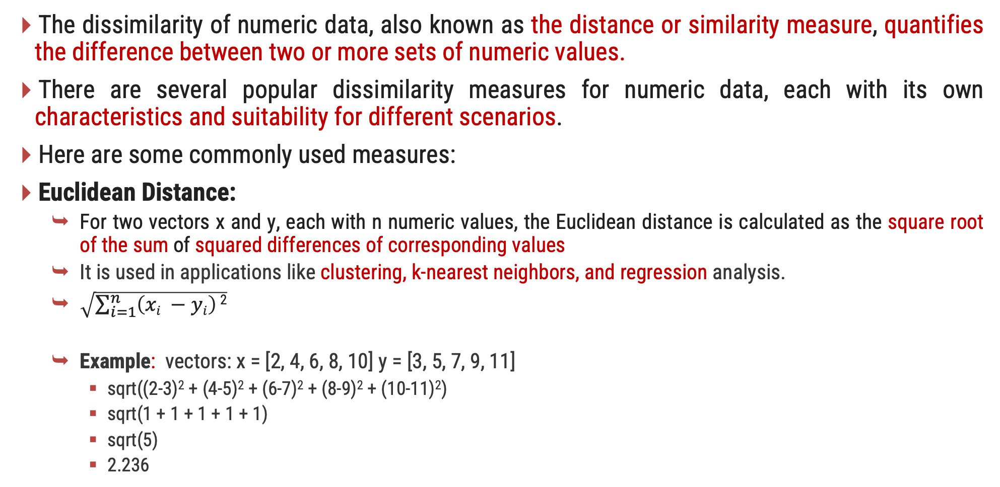 The dissimilarity of numeric data, also known as the distance or similarity measure, quantifies
the difference between two or more sets of numeric values.
There are several popular dissimilarity measures for numeric data, each with its own
characteristics and suitability for different scenarios.
Here are some commonly used measures:
Euclidean Distance:
For two vectors x and y, each with n numeric values, the Euclidean distance is calculated as the square root
of the sum of squared differences of corresponding values
It is used in applications like clustering, k-nearest neighbors, and regression analysis.
√∑ⁿᵢ₌₁(xᵢ − yᵢ)²
Example: vectors: x = [2, 4, 6, 8, 10] y = [3, 5, 7, 9, 11]
sqrt((2-3)² + (4-5)² + (6-7)² + (8-9)² + (10-11)²)
sqrt(1 + 1 + 1 + 1 + 1)
sqrt(5)
2.236